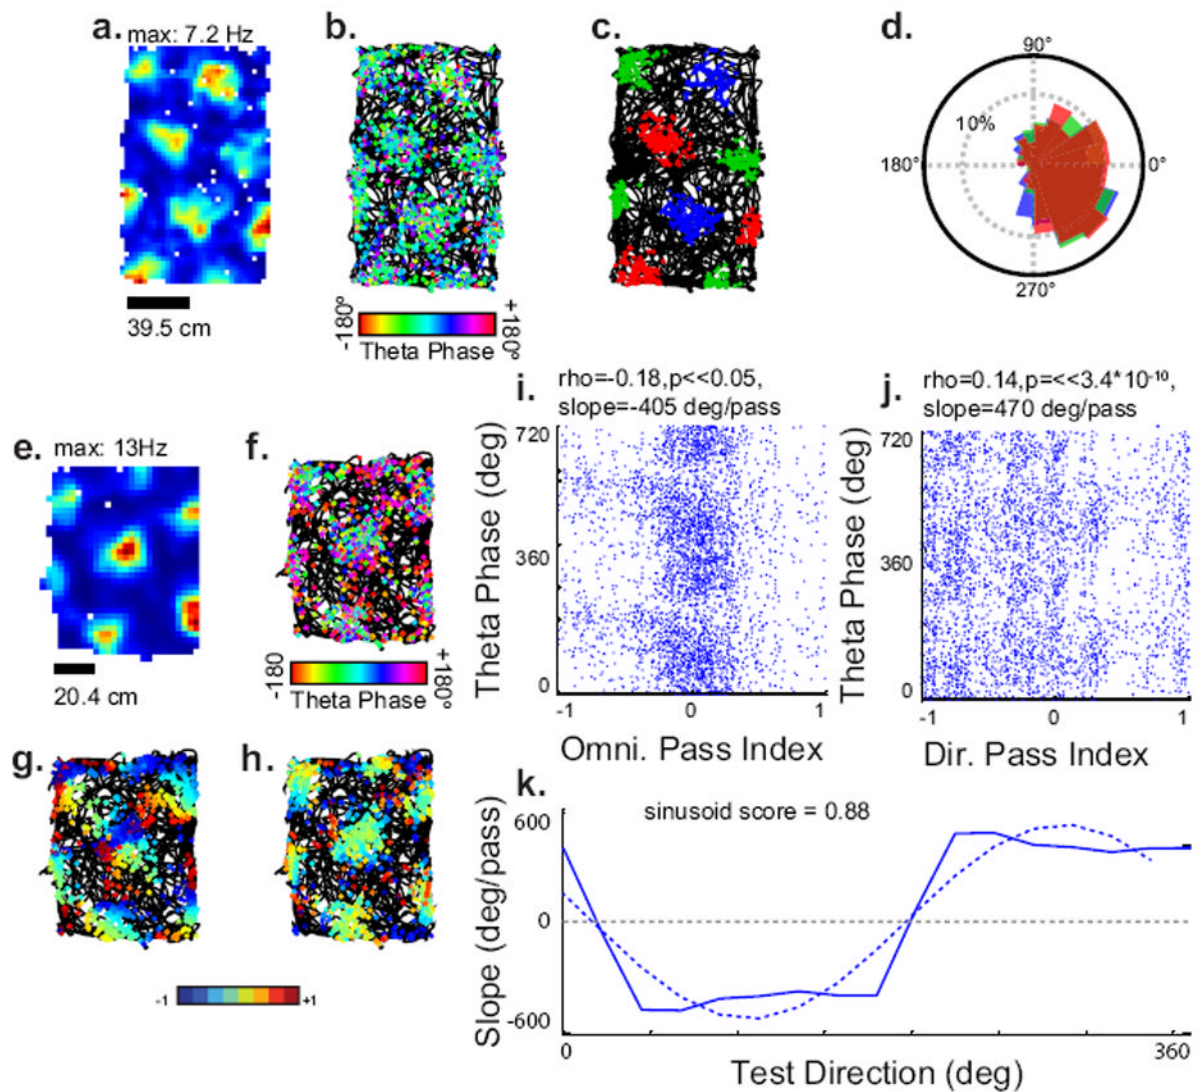 a. max: 7.2 Hz
39.5 cm
b.
-180° +180°
Theta Phase
c.
d.
90°
10%
180° 0°
270°
e. max: 13Hz
20.4 cm
f.
-180 +180°
Theta Phase
g.
h.
-1 +1
i. rho=-0.18,p<<0.05,
slope=-405 deg/pass
720
360
0
Theta Phase (deg)
-1 0 1
Omni. Pass Index
j. rho=0.14,p=<<3.4*10⁻¹⁰,
slope=470 deg/pass
720
360
0
Theta Phase (deg)
-1 0 1
Dir. Pass Index
k.
sinusoid score = 0.88
600
0
-600
Slope (deg/pass)
0 360
Test Direction (deg)